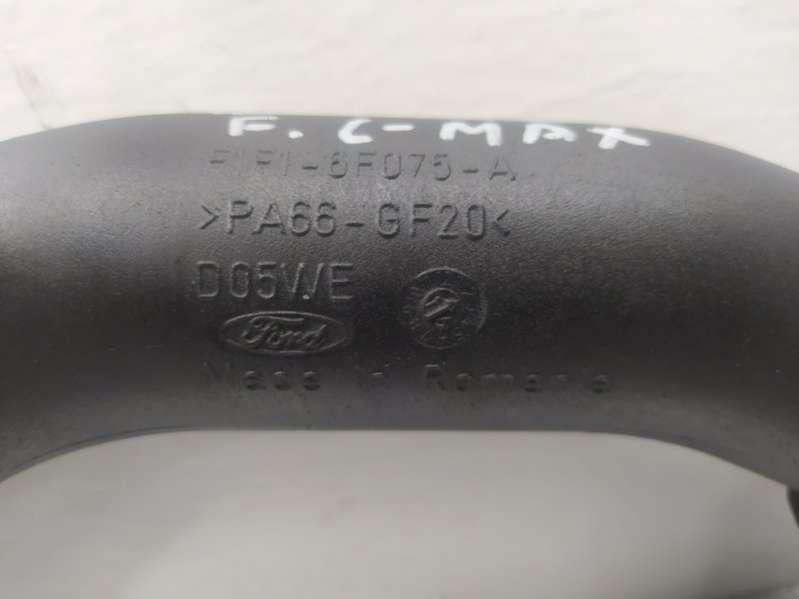 F. C-MAX
F1F1-6F075-A
>PA66-GF20<
D05WE
Ford
Made in Romania